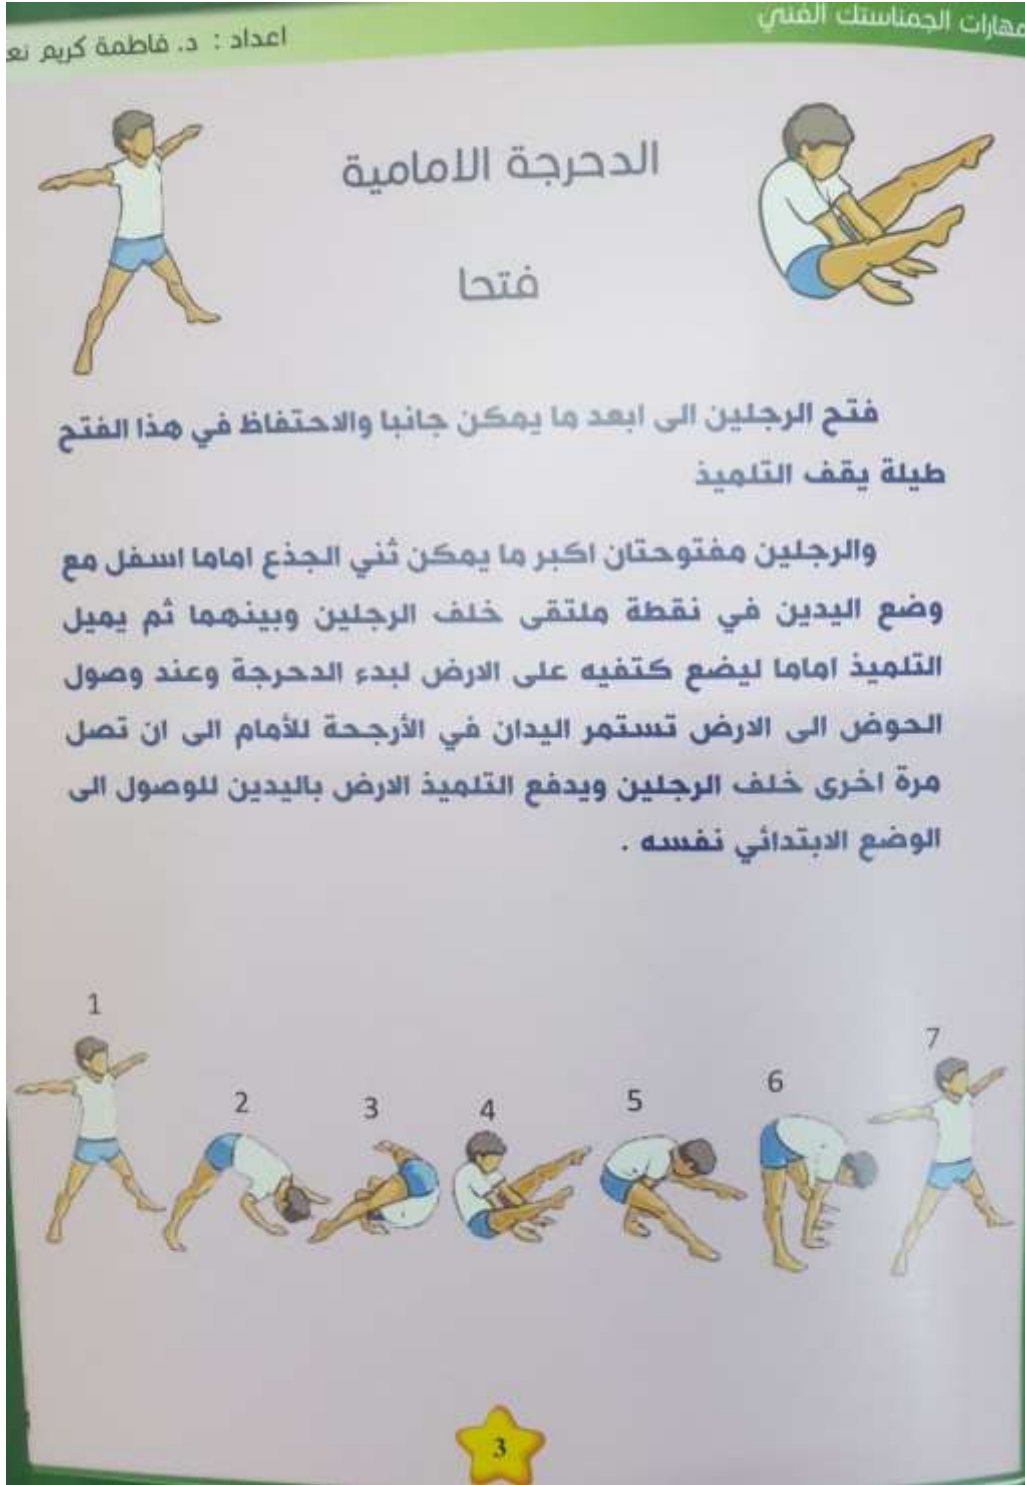 مهارات الجمناستك الفني
اعداد : د. فاطمة كريم
الدحرجة الامامية
فتحا
فتح الرجلين الى ابعد ما يمكن جانبا والاحتفاظ في هذا الفتح
طيلة يقف التلميذ
والرجلين مفتوحتان اكبر ما يمكن ثني الجذع اماما اسفل مع
وضع اليدين في نقطة ملتقى خلف الرجلين وبينهما ثم يميل
التلميذ اماما ليضع كتفيه على الارض لبدء الدحرجة وعند وصول
الحوض الى الارض تستمر اليدان في الأرجحة للأمام الى ان تصل
مرة اخرى خلف الرجلين ويدفع التلميذ الارض باليدين للوصول الى
الوضع الابتدائي نفسه .
1
2
3
4
5
6
7
3